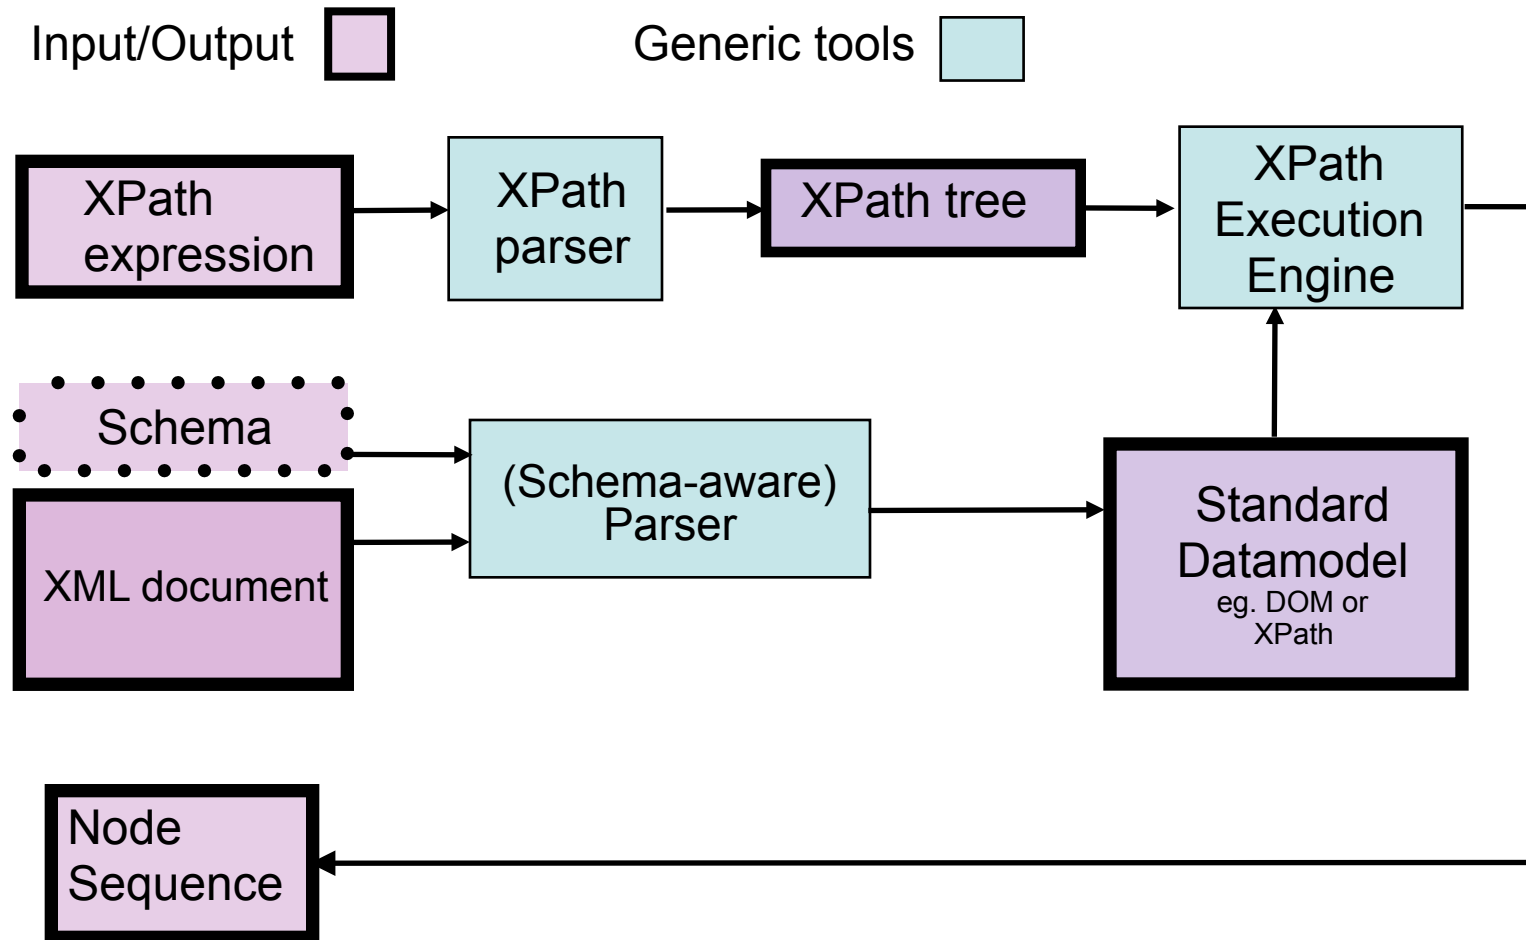 Input/Output
Generic tools
XPath
expression
XPath
parser
XPath tree
XPath
Execution
Engine
Schema
(Schema-aware)
Parser
XML document
Standard
Datamodel
eg. DOM or
XPath
Node
Sequence